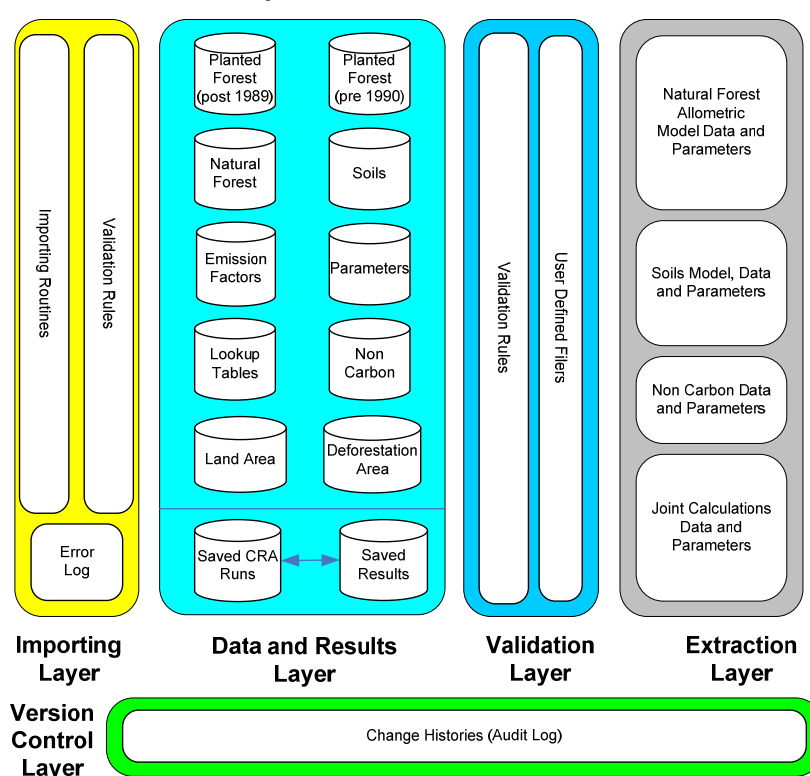 Importing Routines
Validation Rules
Error
Log
Planted
Forest
(post 1989)
Planted
Forest
(pre 1990)
Natural
Forest
Soils
Emission
Factors
Parameters
Lookup
Tables
Non
Carbon
Land Area
Deforestation
Area
Saved CRA
Runs
Saved
Results
Validation Rules
User Defined Filers
Natural Forest
Allometric
Model Data and
Parameters
Soils Model, Data
and Parameters
Non Carbon Data
and Parameters
Joint Calculations
Data and
Parameters
Importing
Layer
Data and Results
Layer
Validation
Layer
Extraction
Layer
Version
Control
Layer
Change Histories (Audit Log)